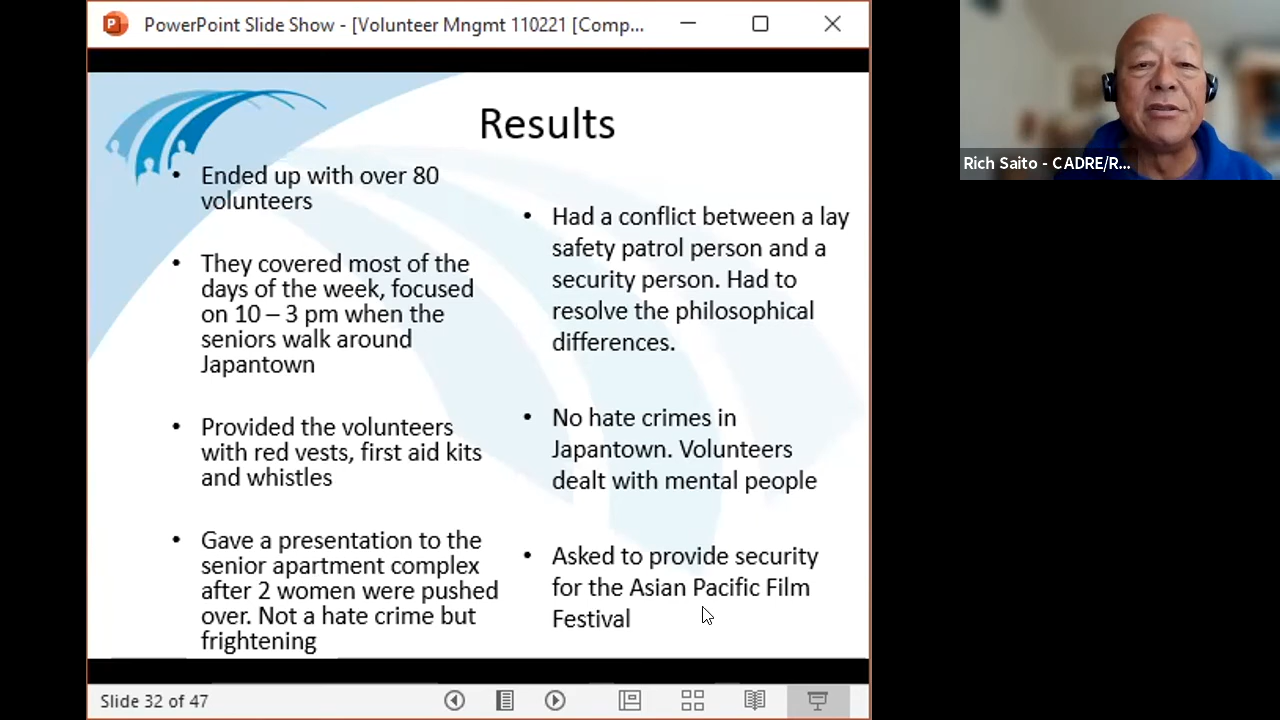 PowerPoint Slide Show - [Volunteer Mngmt 110221 [Comp...
Results
• Ended up with over 80
volunteers
• They covered most of the
days of the week, focused
on 10 – 3 pm when the
seniors walk around
Japantown
• Provided the volunteers
with red vests, first aid kits
and whistles
• Gave a presentation to the
senior apartment complex
after 2 women were pushed
over. Not a hate crime but
frightening
• Had a conflict between a lay
safety patrol person and a
security person. Had to
resolve the philosophical
differences.
• No hate crimes in
Japantown. Volunteers
dealt with mental people
• Asked to provide security
for the Asian Pacific Film
Festival
Slide 32 of 47
Rich Saito - CADRE/R...